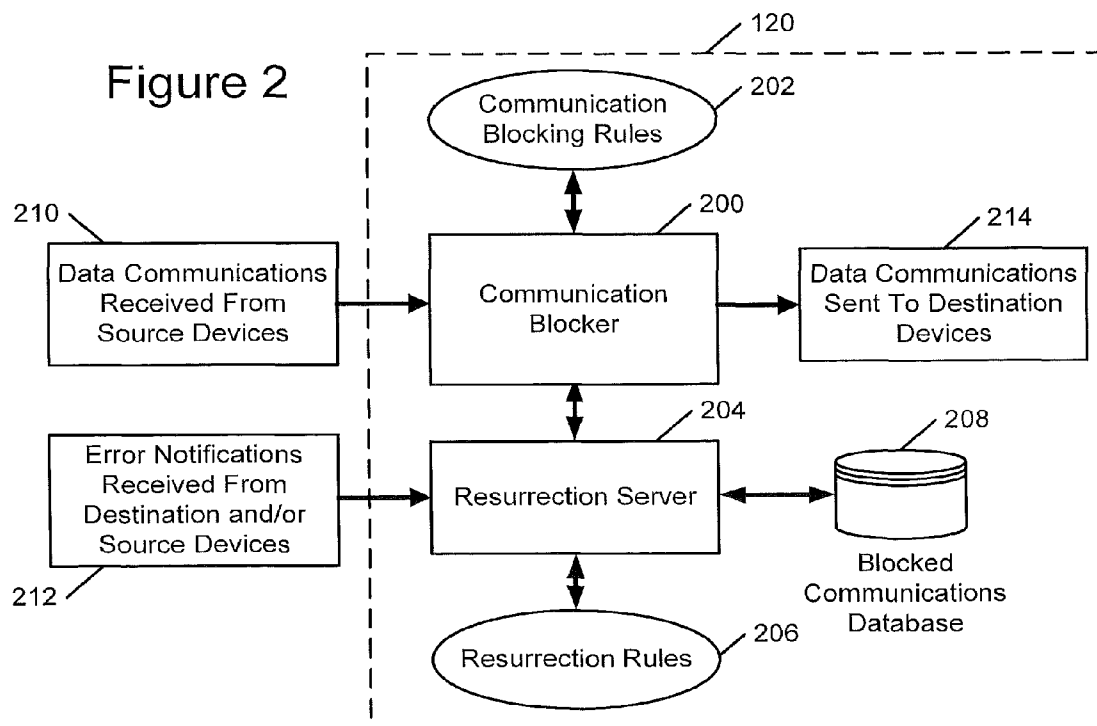 Figure 2
120
Communication
Blocking Rules
202
210
200
214
Data Communications
Received From
Source Devices
Communication
Blocker
Data Communications
Sent To Destination
Devices
204
208
Error Notifications
Received From
Destination and/or
Source Devices
Resurrection Server
212
Blocked
Communications
Database
Resurrection Rules
206